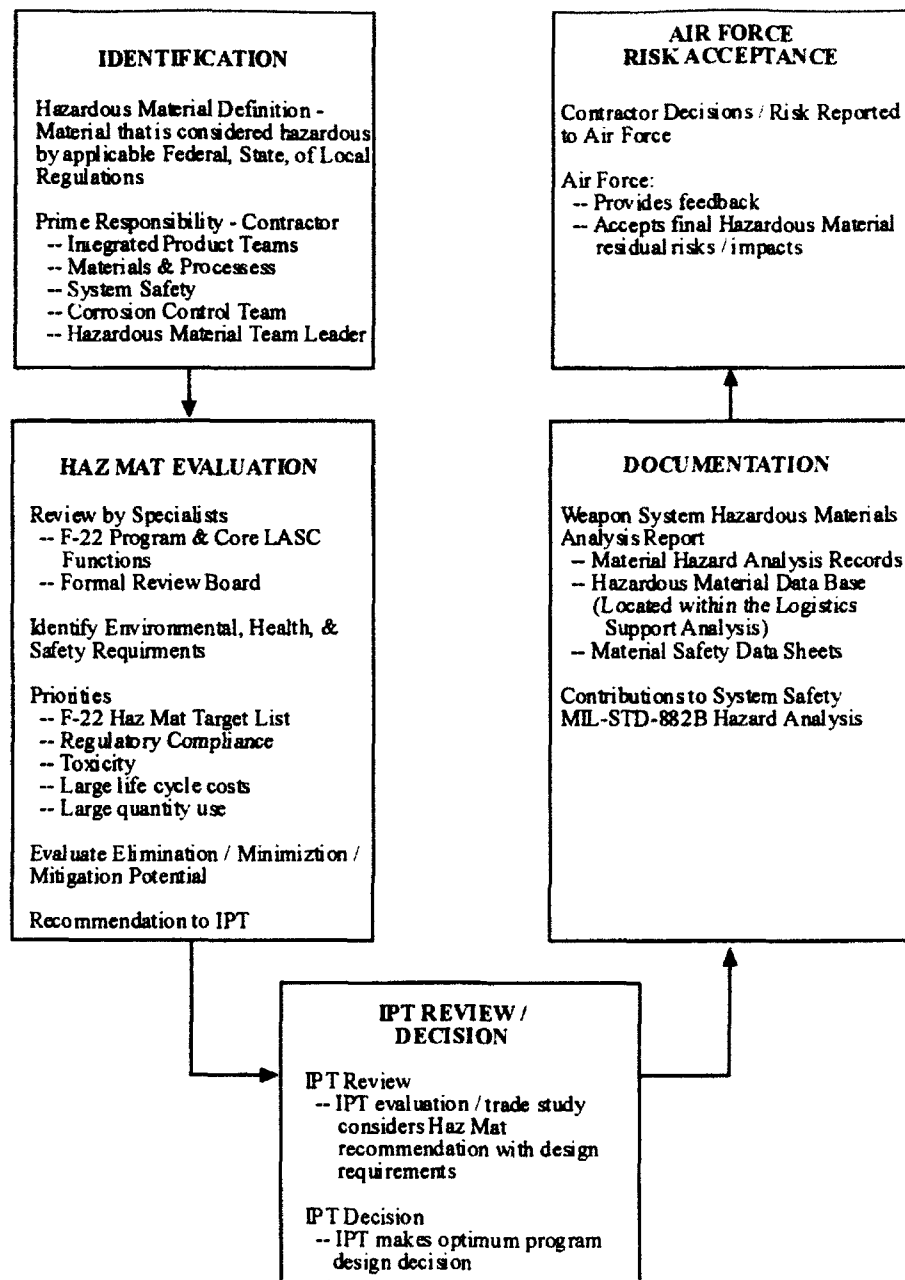 IDENTIFICATION
Hazardous Material Definition -
Material that is considered hazardous
by applicable Federal, State, of Local
Regulations
Prime Responsibility - Contractor
-- Integrated Product Teams
-- Materials & Processess
-- System Safety
-- Corrosion Control Team
-- Hazardous Material Team Leader
HAZ MAT EVALUATION
Review by Specialists
-- F-22 Program & Core LASC
Functions
-- Formal Review Board
Identify Environmental, Health, &
Safety Requirments
Priorities
-- F-22 Haz Mat Target List
-- Regulatory Compliance
-- Toxicity
-- Large life cycle costs
-- Large quantity use
Evaluate Elimination / Minimiztion /
Mitigation Potential
Recommendation to IPT
IPT REVIEW /
DECISION
IPT Review
-- IPT evaluation / trade study
considers Haz Mat
recommendation with design
requirements
IPT Decision
-- IPT makes optimum program
design decision
DOCUMENTATION
Weapon System Hazardous Materials
Analysis Report
-- Material Hazard Analysis Records
-- Hazardous Material Data Base
(Located within the Logistics
Support Analysis)
-- Material Safety Data Sheets
Contributions to System Safety
MIL-STD-882B Hazard Analysis
AIR FORCE
RISK ACCEPTANCE
Contractor Decisions / Risk Reported
to Air Force
Air Force:
-- Provides feedback
-- Accepts final Hazardous Material
residual risks / impacts